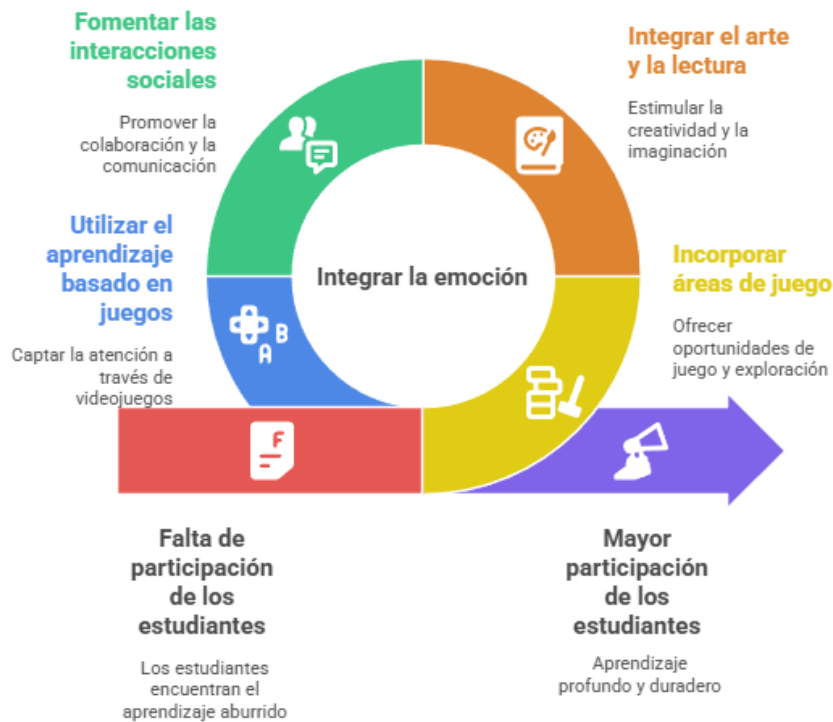 Fomentar las
interacciones
sociales
Promover la
colaboración y la
comunicación
Integrar el arte
y la lectura
Estimular la
creatividad y la
imaginación
Utilizar el
aprendizaje
basado en
juegos
Captar la atención a
través de
videojuegos
Integrar la emoción
Incorporar
áreas de juego
Ofrecer
oportunidades de
juego y exploración
B
A
F
Falta de
participación
de los
estudiantes
Los estudiantes
encuentran el
aprendizaje aburrido
Mayor
participación
de los
estudiantes
Aprendizaje
profundo y duradero